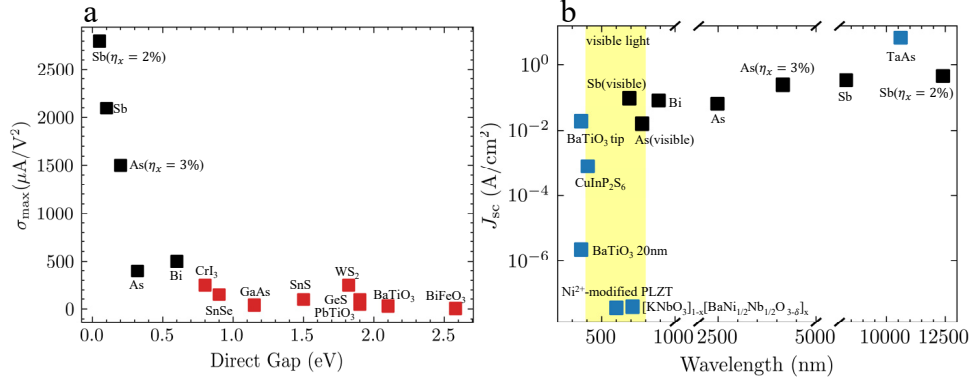 a
σmax(μA/V²)
2500
2000
1500
1000
500
0
Sb(ηx = 2%)
Sb
As(ηx = 3%)
As
Bi
CrI₃
SnSe
GaAs
SnS
WS₂
GeS
PbTiO₃
BaTiO₃
BiFeO₃
0.0 0.5 1.0 1.5 2.0 2.5
Direct Gap (eV)
b
Jsc (A/cm²)
10⁰
10⁻²
10⁻⁴
10⁻⁶
visible light
TaAs
As(ηx = 3%)
Sb(visible)
Bi
As
Sb
Sb(ηx = 2%)
BaTiO₃ tip
As(visible)
CuInP₂S₆
BaTiO₃ 20nm
Ni²⁺-modified PLZT
[KNbO₃]₁₋ₓ[BaNi₁/₂Nb₁/₂O₃₋δ]ₓ
500 1000 2500 5000 10000 12500
Wavelength (nm)